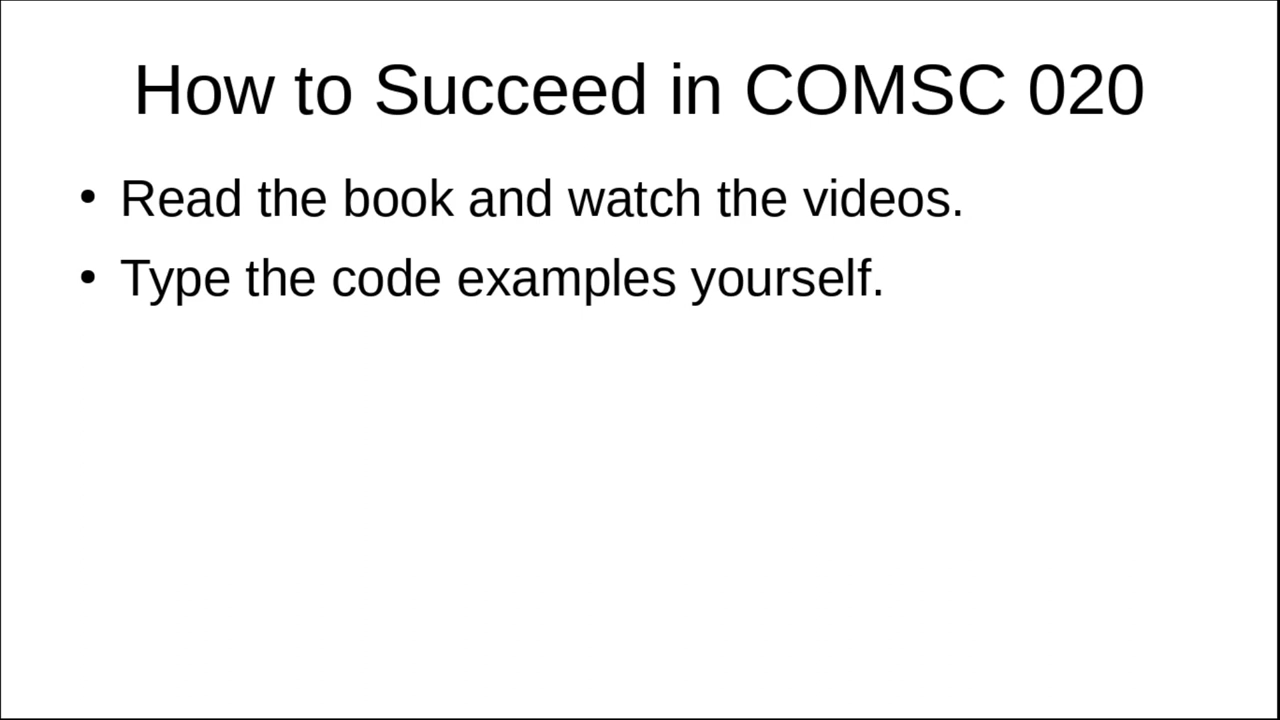 How to Succeed in COMSC 020
• Read the book and watch the videos.
• Type the code examples yourself.